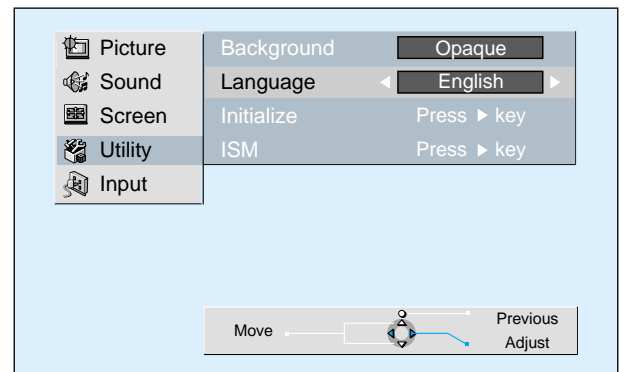 Picture
Sound
Screen
Utility
Input
Background Opaque
Language English
Initialize Press ▶ key
ISM Press ▶ key
Move
Previous
Adjust